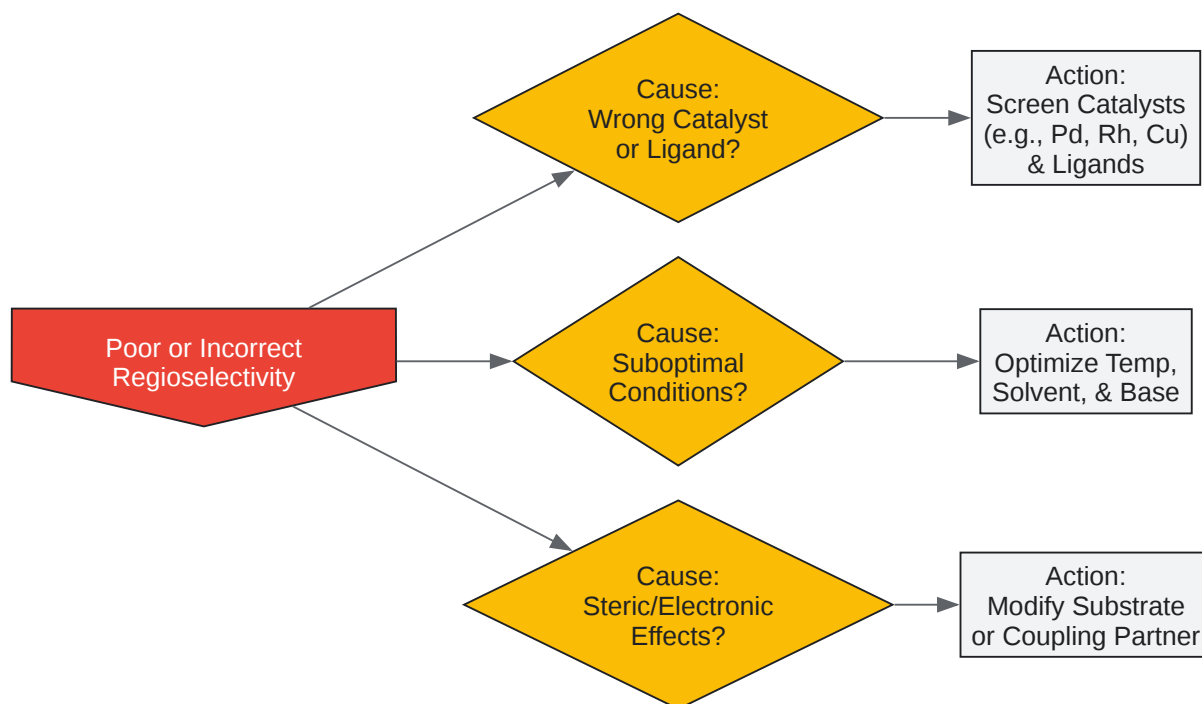 Cause:
Wrong Catalyst
or Ligand?
Action:
Screen Catalysts
(e.g., Pd, Rh, Cu)
& Ligands
Poor or Incorrect
Regioselectivity
Cause:
Suboptimal
Conditions?
Action:
Optimize Temp,
Solvent, & Base
Cause:
Steric/Electronic
Effects?
Action:
Modify Substrate
or Coupling Partner